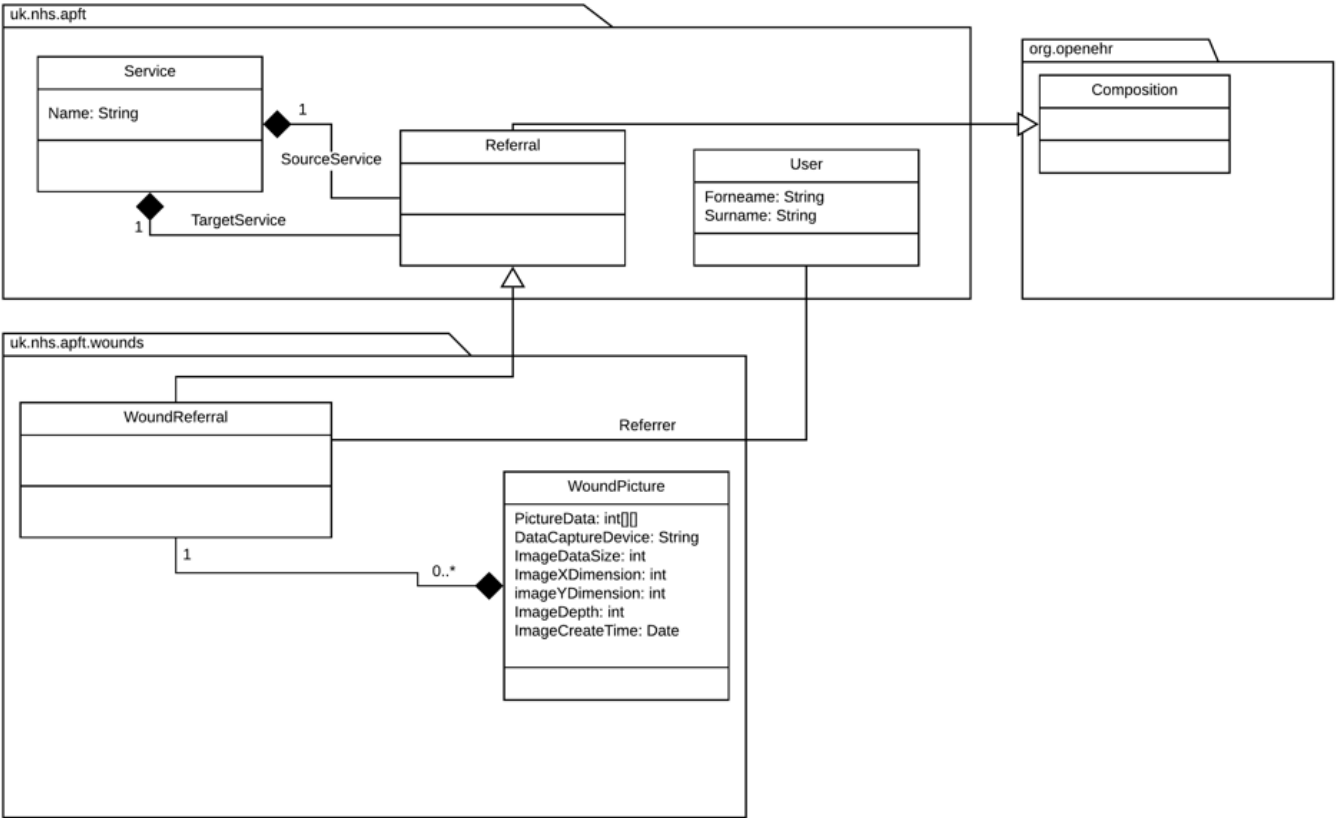 uk.nhs.apft
Service
Name: String
1
SourceService
1
TargetService
Referral
User
Forneame: String
Surname: String
org.openehr
Composition
uk.nhs.apft.wounds
WoundReferral
Referrer
1
0..*
WoundPicture
PictureData: int[][]
DataCaptureDevice: String
ImageDataSize: int
ImageXDimension: int
imageYDimension: int
ImageDepth: int
ImageCreateTime: Date